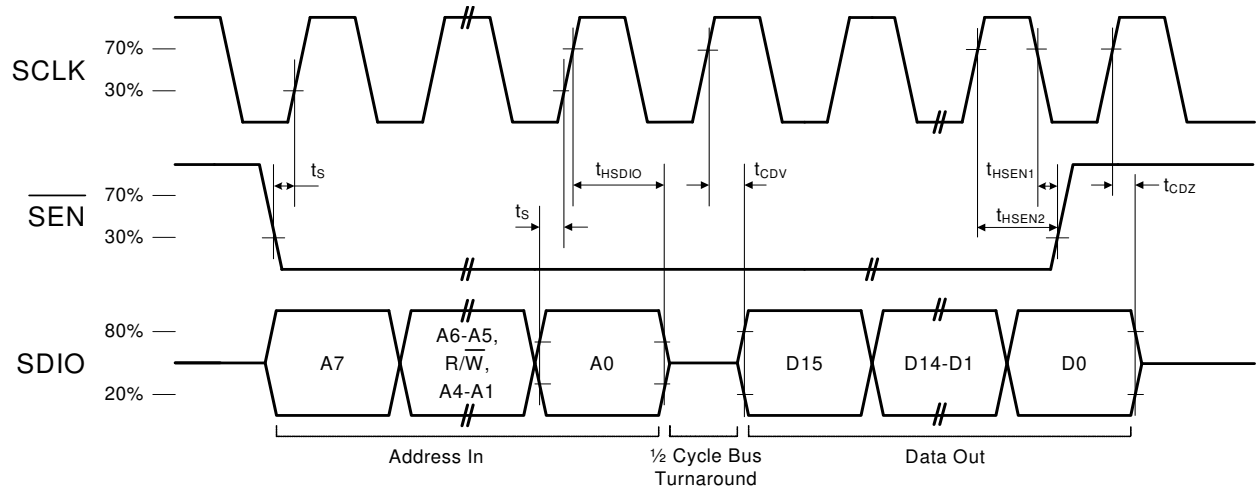 SCLK
70%
30%
tS
tHSDIO
tCDV
tHSEN1
tCDZ
SEN
70%
30%
tS
tHSEN2
SDIO
80%
20%
A7
A6-A5,
R/W,
A4-A1
A0
D15
D14-D1
D0
Address In
½ Cycle Bus
Turnaround
Data Out